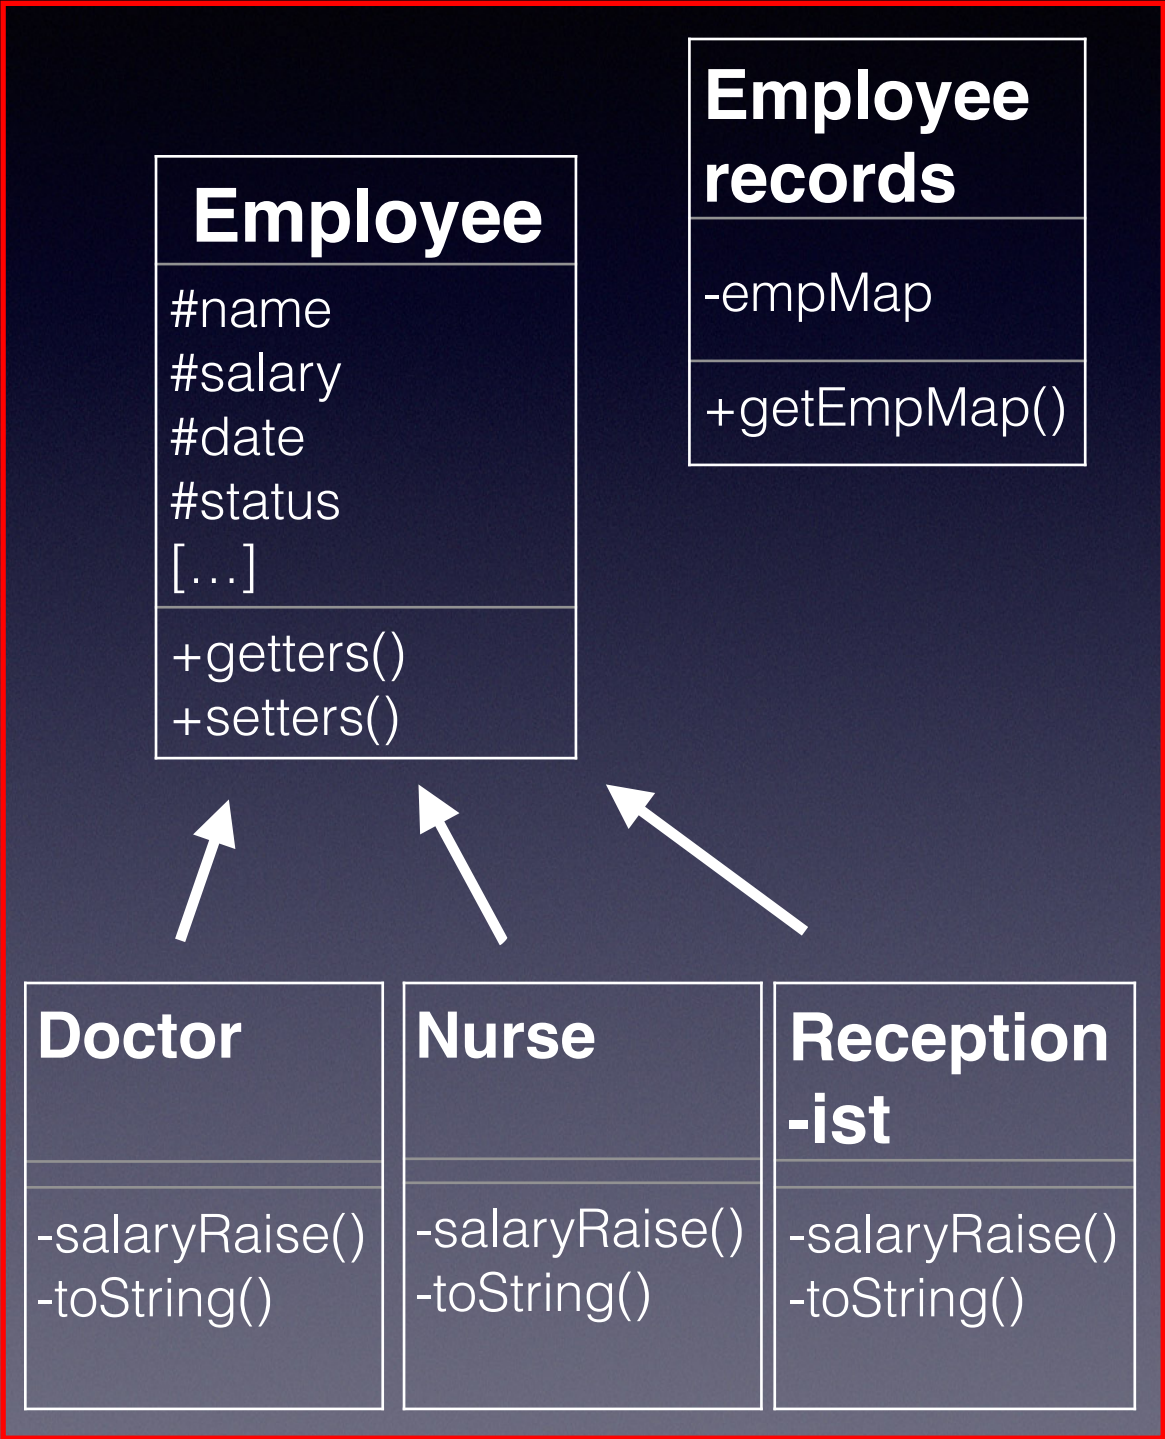 Employee
records
-empMap
+getEmpMap()
Employee
#name
#salary
#date
#status
[…]
+getters()
+setters()
Doctor
-salaryRaise()
-toString()
Nurse
-salaryRaise()
-toString()
Reception
-ist
-salaryRaise()
-toString()